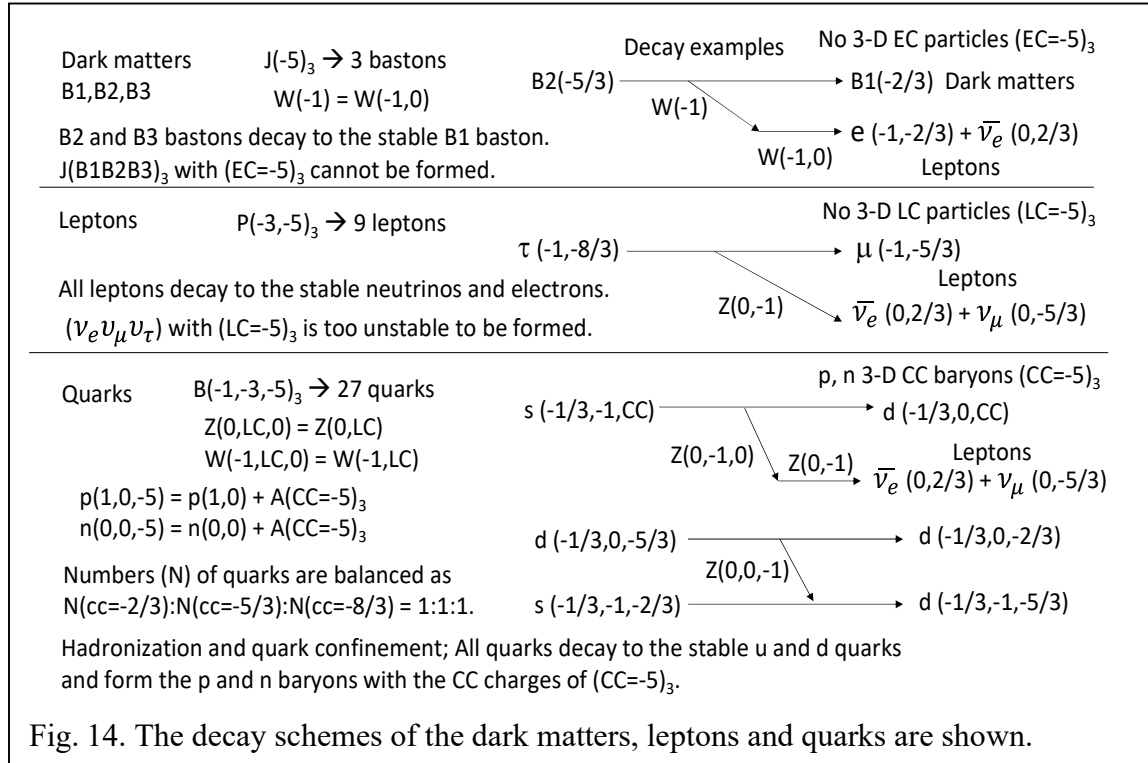 Dark matters J(-5)₃ → 3 bastons Decay examples No 3-D EC particles (EC=-5)₃
B1,B2,B3 W(-1) = W(-1,0) B2(-5/3) B1(-2/3) Dark matters
W(-1)
B2 and B3 bastons decay to the stable B1 baston. e (-1,-2/3) + ν̅ₑ (0,2/3)
W(-1,0)
J(B1B2B3)₃ with (EC=-5)₃ cannot be formed. Leptons
Leptons P(-3,-5)₃ → 9 leptons No 3-D LC particles (LC=-5)₃
τ (-1,-8/3) μ (-1,-5/3)
Leptons
All leptons decay to the stable neutrinos and electrons. Z(0,-1) ν̅ₑ (0,2/3) + ν_μ (0,-5/3)
(νₑυ_μυ_τ) with (LC=-5)₃ is too unstable to be formed.
Quarks B(-1,-3,-5)₃ → 27 quarks p, n 3-D CC baryons (CC=-5)₃
s (-1/3,-1,CC) d (-1/3,0,CC)
Z(0,LC,0) = Z(0,LC)
W(-1,LC,0) = W(-1,LC) Leptons
Z(0,-1,0) Z(0,-1) ν̅ₑ (0,2/3) + ν_μ (0,-5/3)
p(1,0,-5) = p(1,0) + A(CC=-5)₃
n(0,0,-5) = n(0,0) + A(CC=-5)₃
d (-1/3,0,-5/3) d (-1/3,0,-2/3)
Numbers (N) of quarks are balanced as Z(0,0,-1)
N(cc=-2/3):N(cc=-5/3):N(cc=-8/3) = 1:1:1. s (-1/3,-1,-2/3) d (-1/3,-1,-5/3)
Hadronization and quark confinement; All quarks decay to the stable u and d quarks
and form the p and n baryons with the CC charges of (CC=-5)₃.
Fig. 14. The decay schemes of the dark matters, leptons and quarks are shown.